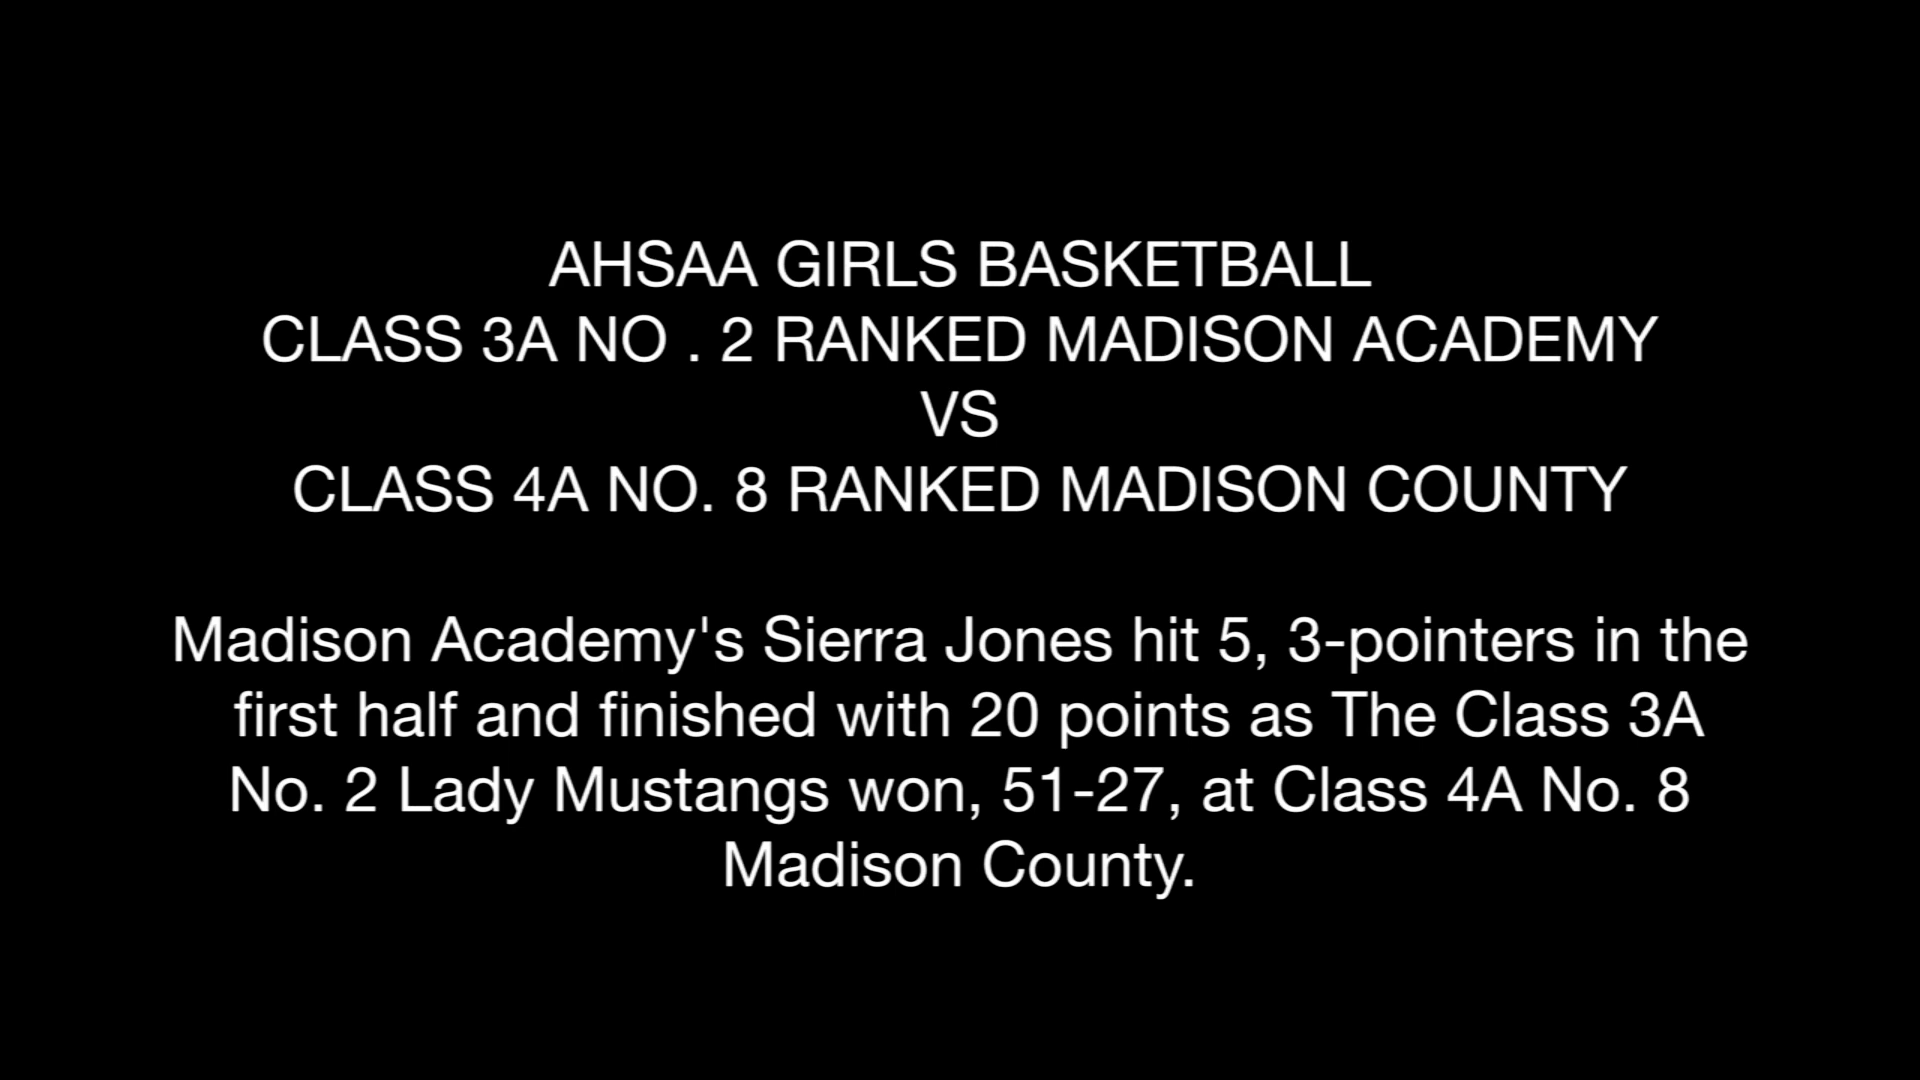 AHSAA GIRLS BASKETBALL
CLASS 3A NO . 2 RANKED MADISON ACADEMY
VS
CLASS 4A NO. 8 RANKED MADISON COUNTY
Madison Academy's Sierra Jones hit 5, 3-pointers in the
first half and finished with 20 points as The Class 3A
No. 2 Lady Mustangs won, 51-27, at Class 4A No. 8
Madison County.